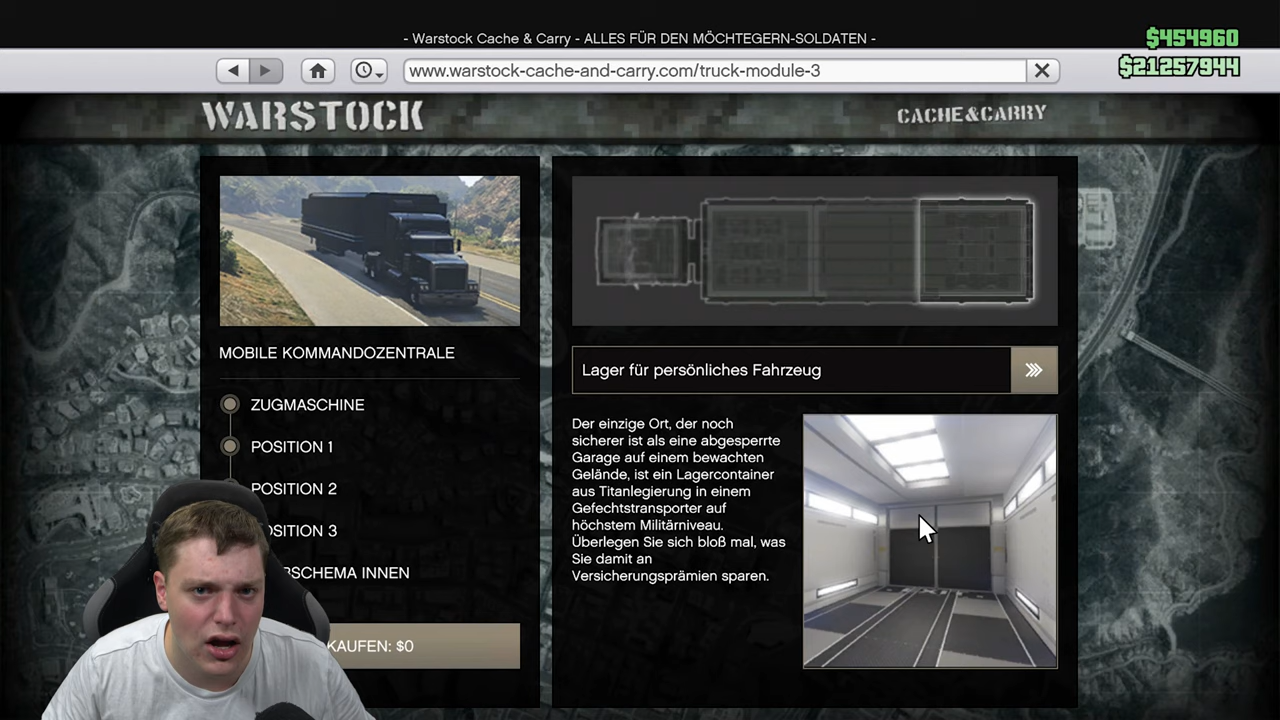 - Warstock Cache & Carry - ALLES FÜR DEN MÖCHTEGERN-SOLDATEN -
$454960
$21257944
www.warstock-cache-and-carry.com/truck-module-3
WARSTOCK
CACHE&CARRY
MOBILE KOMMANDOZENTRALE
ZUGMASCHINE
POSITION 1
POSITION 2
OSITION 3
RSCHEMA INNEN
KAUFEN: $0
Lager für persönliches Fahrzeug
Der einzige Ort, der noch
sicherer ist als eine abgesperrte
Garage auf einem bewachten
Gelände, ist ein Lagercontainer
aus Titanlegierung in einem
Gefechtstransporter auf
höchstem Militärniveau.
Überlegen Sie sich bloß mal, was
Sie damit an
Versicherungsprämien sparen.